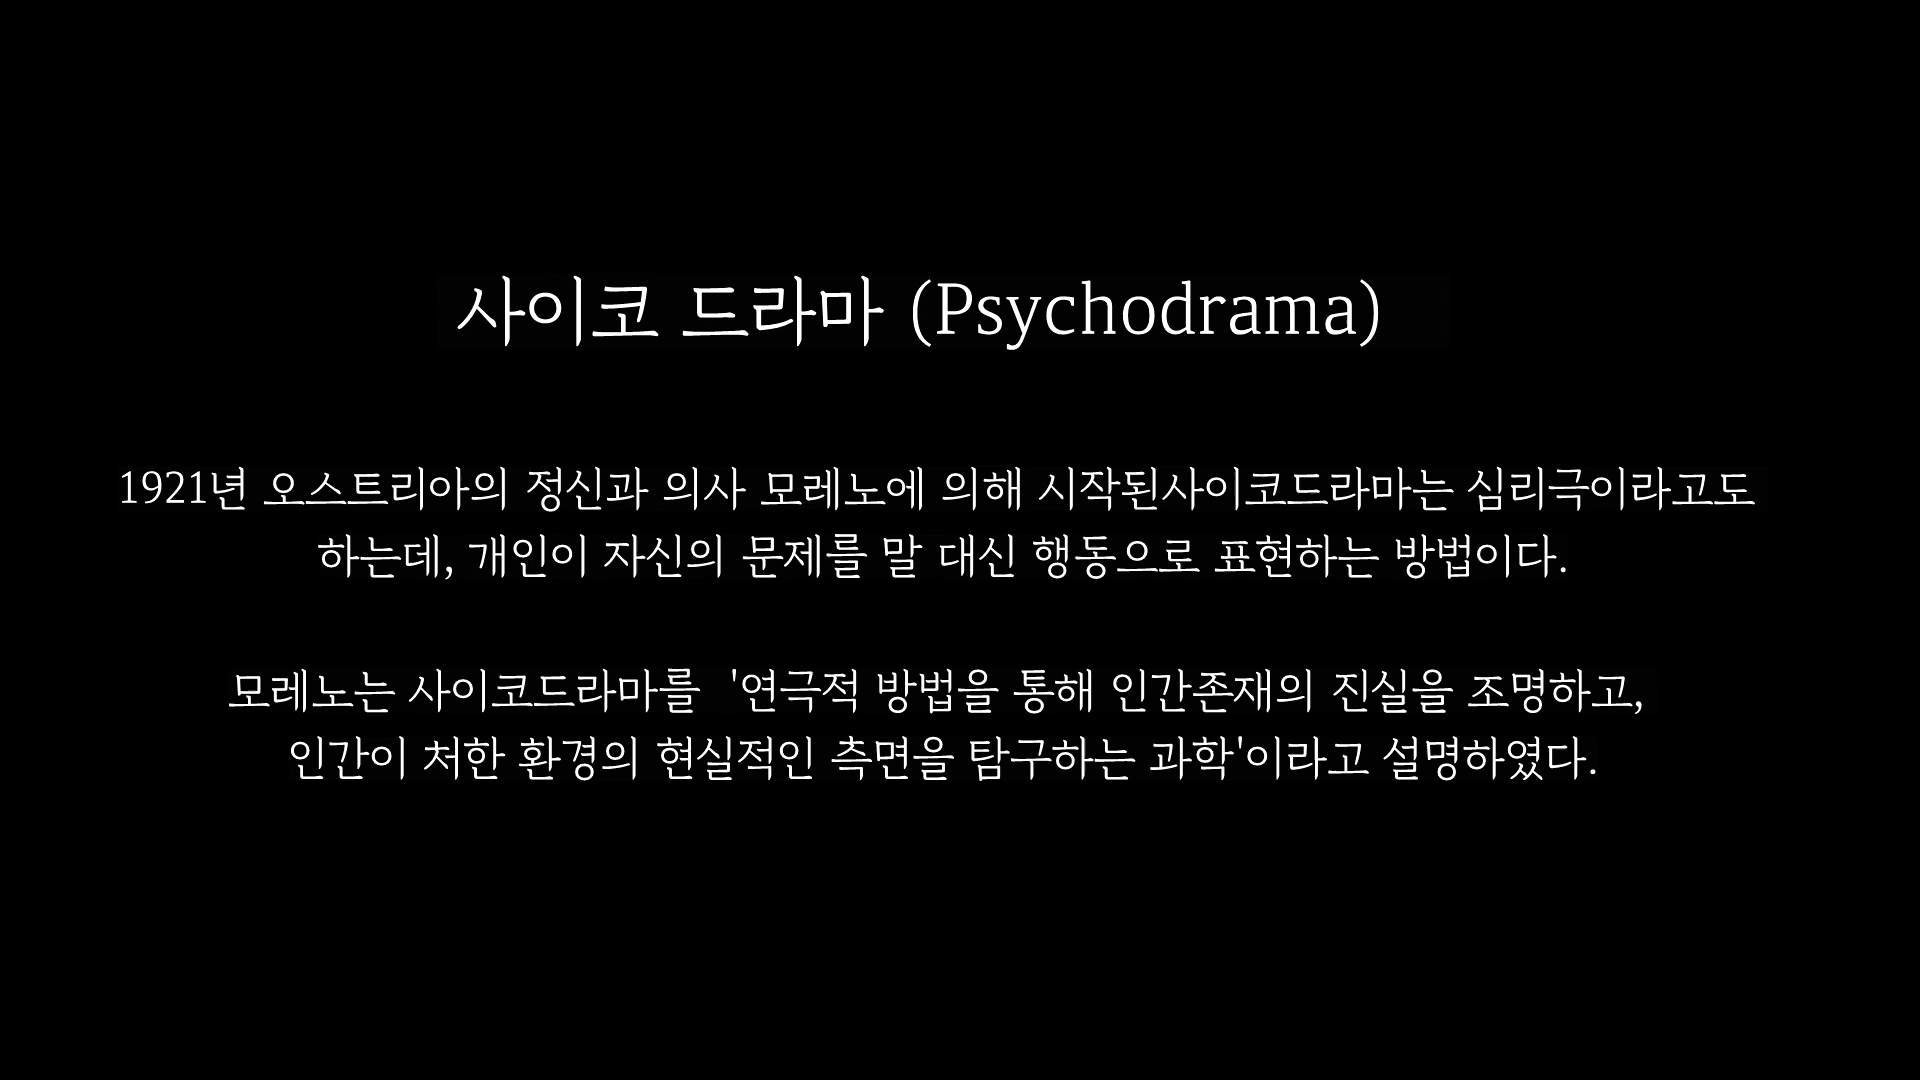 사이코 드라마 (Psychodrama)
1921년 오스트리아의 정신과 의사 모레노에 의해 시작된사이코드라마는 심리극이라고도
하는데, 개인이 자신의 문제를 말 대신 행동으로 표현하는 방법이다.
모레노는 사이코드라마를 '연극적 방법을 통해 인간존재의 진실을 조명하고,
인간이 처한 환경의 현실적인 측면을 탐구하는 과학'이라고 설명하였다.